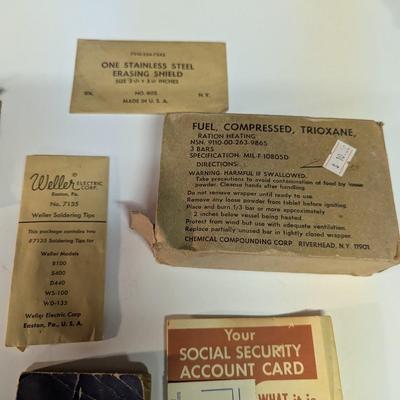 ONE STAINLESS STEEL
ERASING SHIELD
MADE IN U.S.A.
N.Y.
FUEL, COMPRESSED, TRIOXANE,
RATION HEATING
NSN: 9110-00-263-9865
3 BARS
SPECIFICATION: MIL-F-10805D
DIRECTIONS:
WARNING: HARMFUL IF SWALLOWED.
Take precautions to avoid contamination of food by loose
powder. Cleanse hands after handling.
Do not remove wrapper until ready to use.
Remove any loose powder from tablet before igniting.
Place and burn 1/3 bar or more approximately
2 inches below vessel being heated.
Protect from wind but use with adequate ventilation.
Replace partially unused bar in tightly closed wrapper.
CHEMICAL COMPOUNDING CORP. RIVERHEAD, N.Y. 11901
Weller ELECTRIC CORP.
Easton, Pa.
No. 7135
Weller Soldering Tips
This package contains two
#7135 Soldering Tips for
Weller Models
8100
S400
D440
WS-100
WD-135
Weller Electric Corp
Easton, Pa., U. S. A.
Your
SOCIAL SECURITY
ACCOUNT CARD
WHAT it is